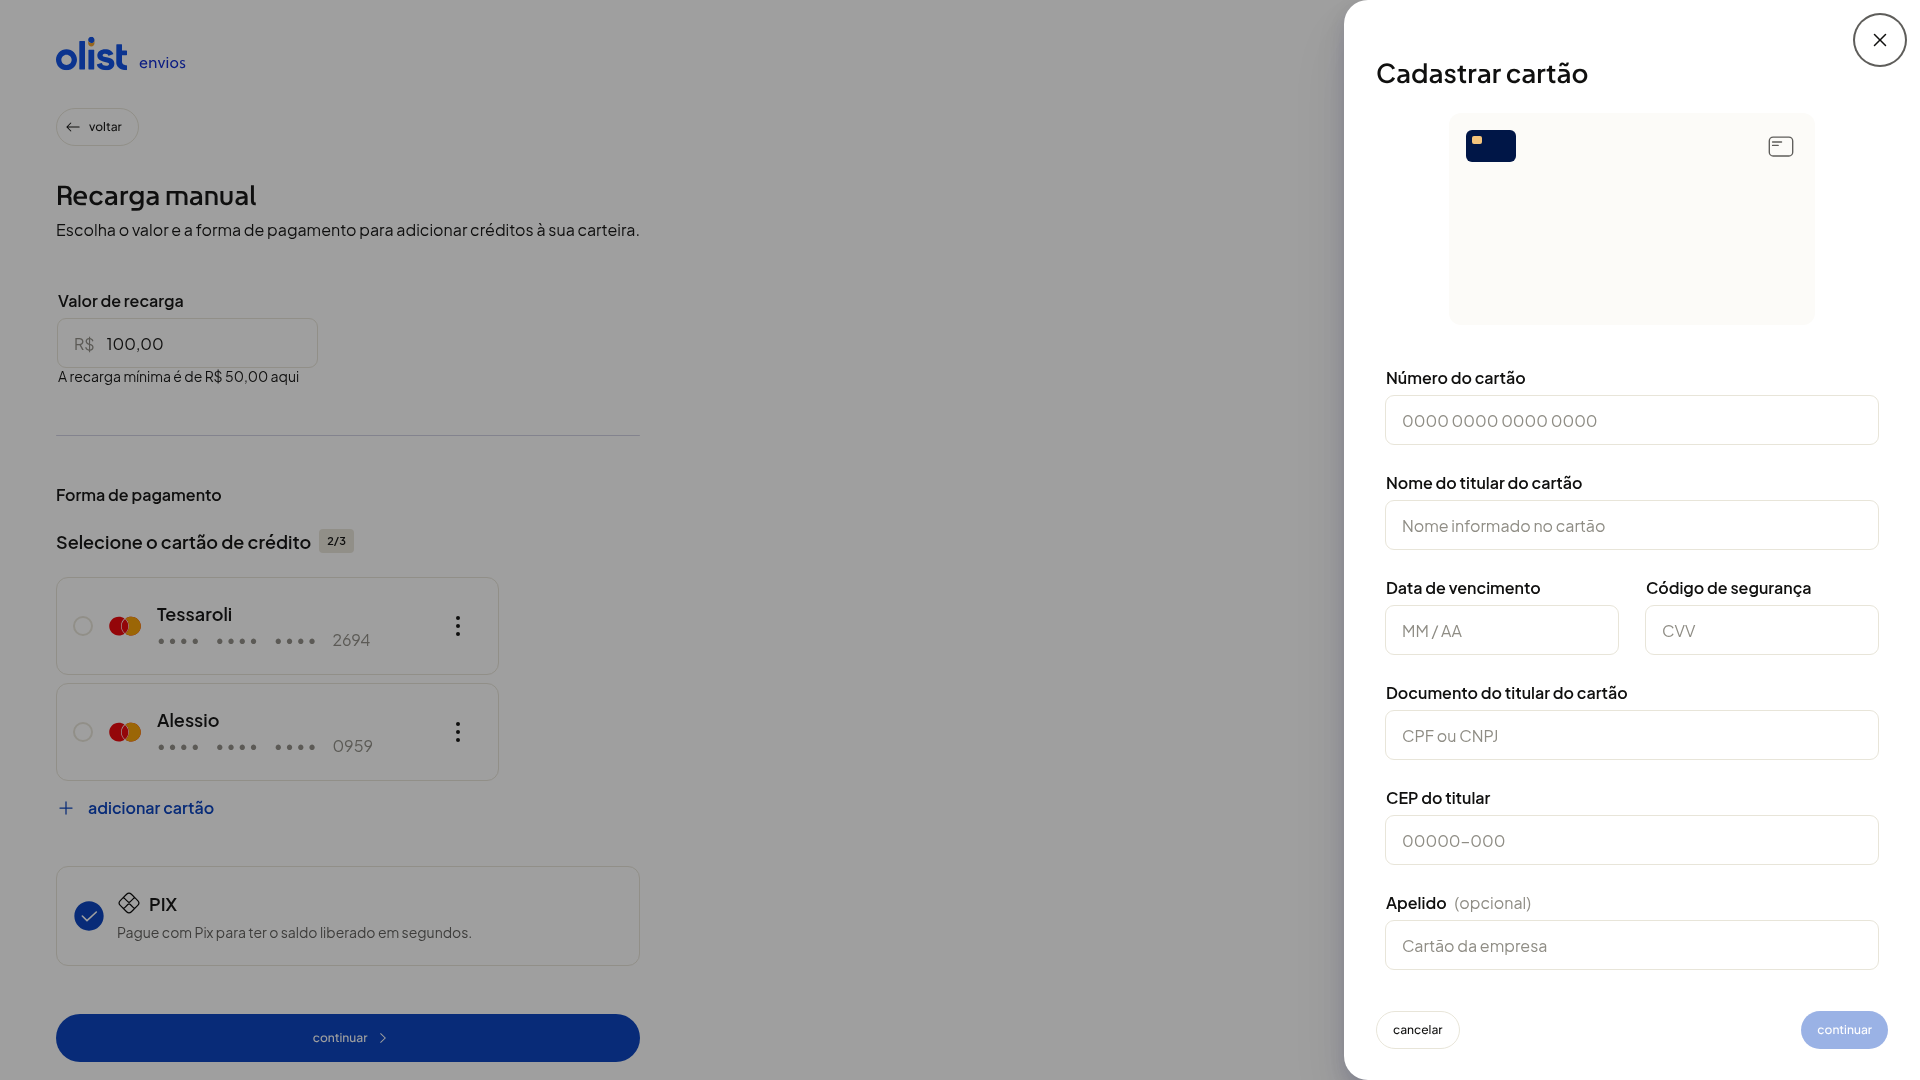 olist envios
voltar
Recarga manual
Escolha o valor e a forma de pagamento para adicionar créditos à sua carteira.
Valor de recarga
R$ 100,00
A recarga mínima é de R$ 50,00 aqui
Forma de pagamento
Selecione o cartão de crédito 2/3
Tessaroli
•••• •••• •••• 2694
Alessio
•••• •••• •••• 0959
adicionar cartão
PIX
Pague com Pix para ter o saldo liberado em segundos.
continuar
Cadastrar cartão
Número do cartão
0000 0000 0000 0000
Nome do titular do cartão
Nome informado no cartão
Data de vencimento
MM / AA
Código de segurança
CVV
Documento do titular do cartão
CPF ou CNPJ
CEP do titular
00000-000
Apelido (opcional)
Cartão da empresa
cancelar
continuar